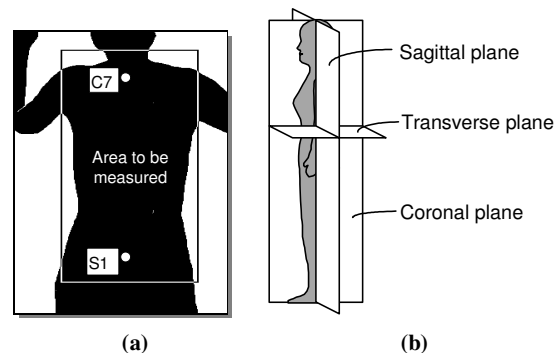 C7
Area to be
measured
S1
(a)
Sagittal plane
Transverse plane
Coronal plane
(b)